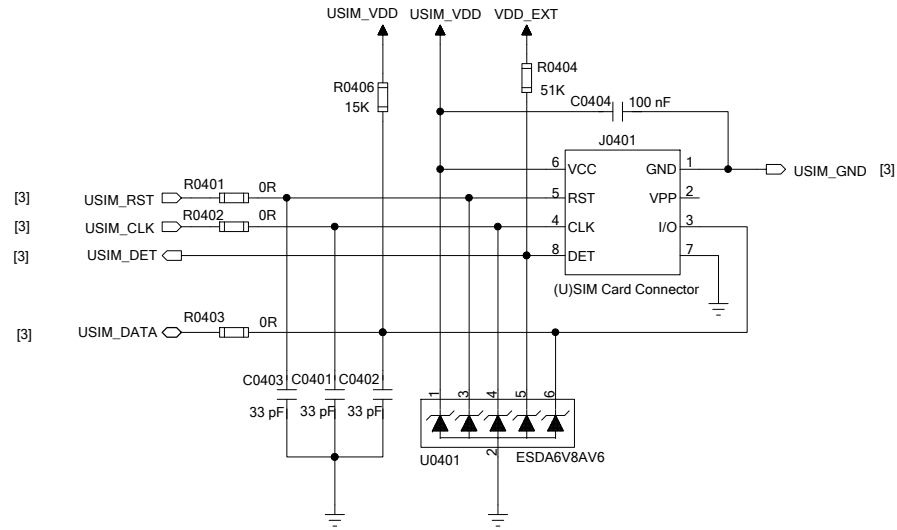 USIM_VDD USIM_VDD VDD_EXT
R0406
15K
R0404
51K
C0404 100 nF
J0401
6 VCC GND 1 USIM_GND [3]
[3] USIM_RST R0401 0R 5 RST VPP 2
[3] USIM_CLK R0402 0R 4 CLK I/O 3
[3] USIM_DET 8 DET 7
(U)SIM Card Connector
[3] USIM_DATA R0403 0R
C0403 C0401 C0402
33 pF 33 pF 33 pF
1 3 4 5 6
2
U0401 ESDA6V8AV6